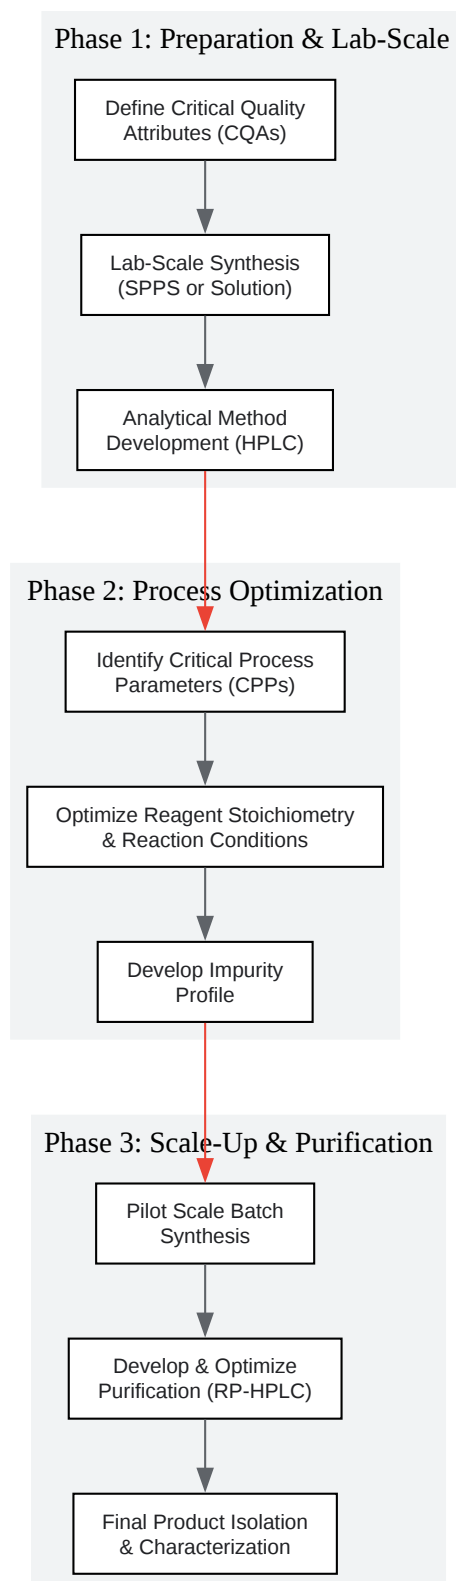 Phase 1: Preparation & Lab-Scale
Define Critical Quality
Attributes (CQAs)
Lab-Scale Synthesis
(SPPS or Solution)
Analytical Method
Development (HPLC)
Phase 2: Process Optimization
Identify Critical Process
Parameters (CPPs)
Optimize Reagent Stoichiometry
& Reaction Conditions
Develop Impurity
Profile
Phase 3: Scale-Up & Purification
Pilot Scale Batch
Synthesis
Develop & Optimize
Purification (RP-HPLC)
Final Product Isolation
& Characterization